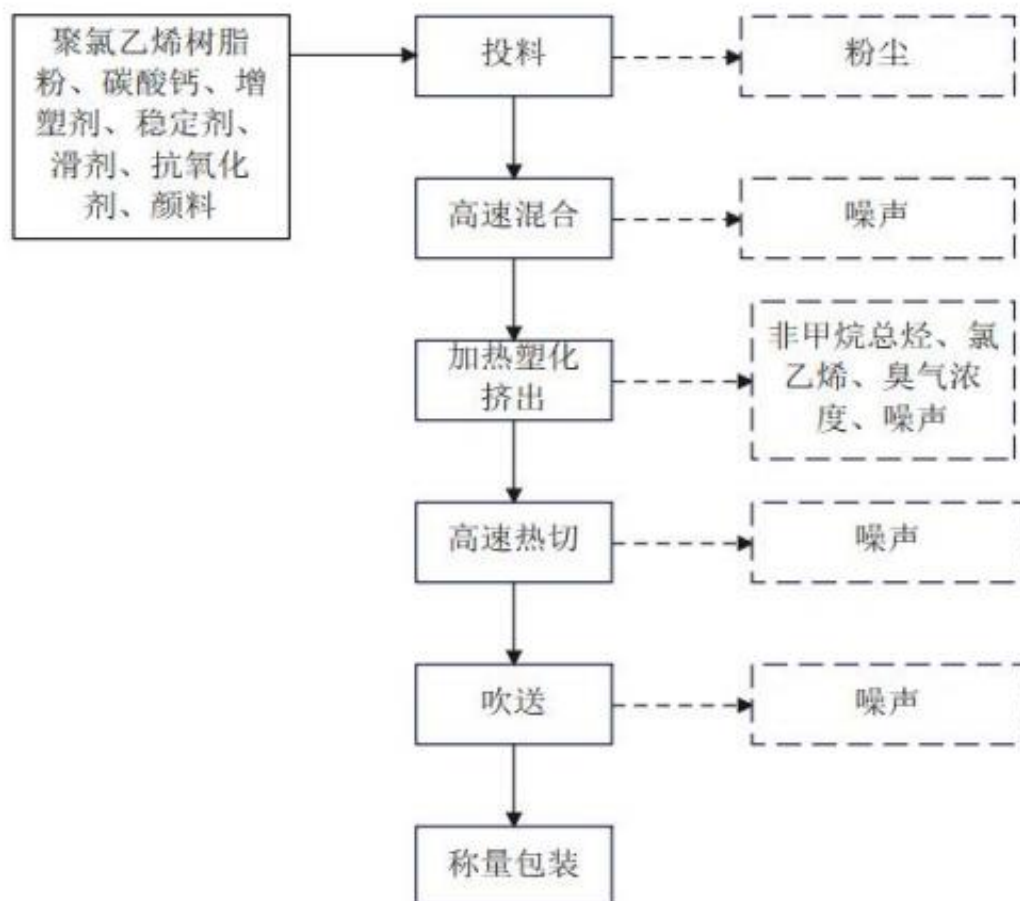 聚氯乙烯树脂
粉、碳酸钙、增
塑剂、稳定剂、
滑剂、抗氧化
剂、颜料
投料
粉尘
高速混合
噪声
加热塑化
挤出
非甲烷总烃、氯
乙烯、臭气浓
度、噪声
高速热切
噪声
吹送
噪声
称量包装